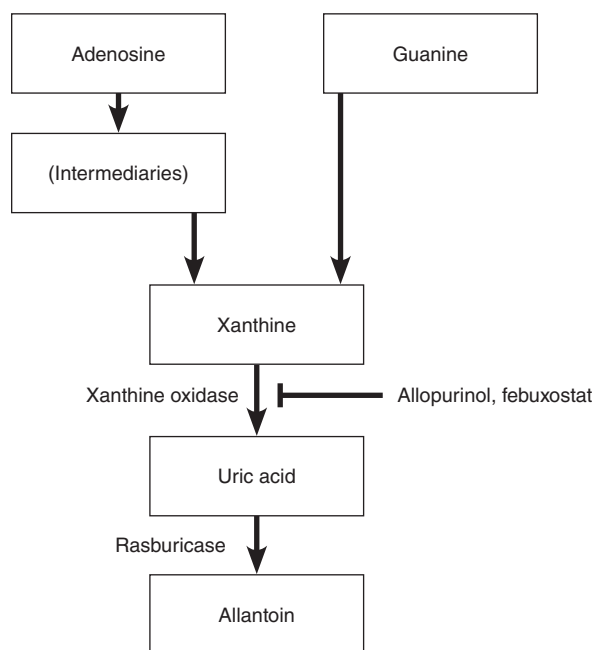 Adenosine
Guanine
(Intermediaries)
Xanthine
Xanthine oxidase
Allopurinol, febuxostat
Uric acid
Rasburicase
Allantoin